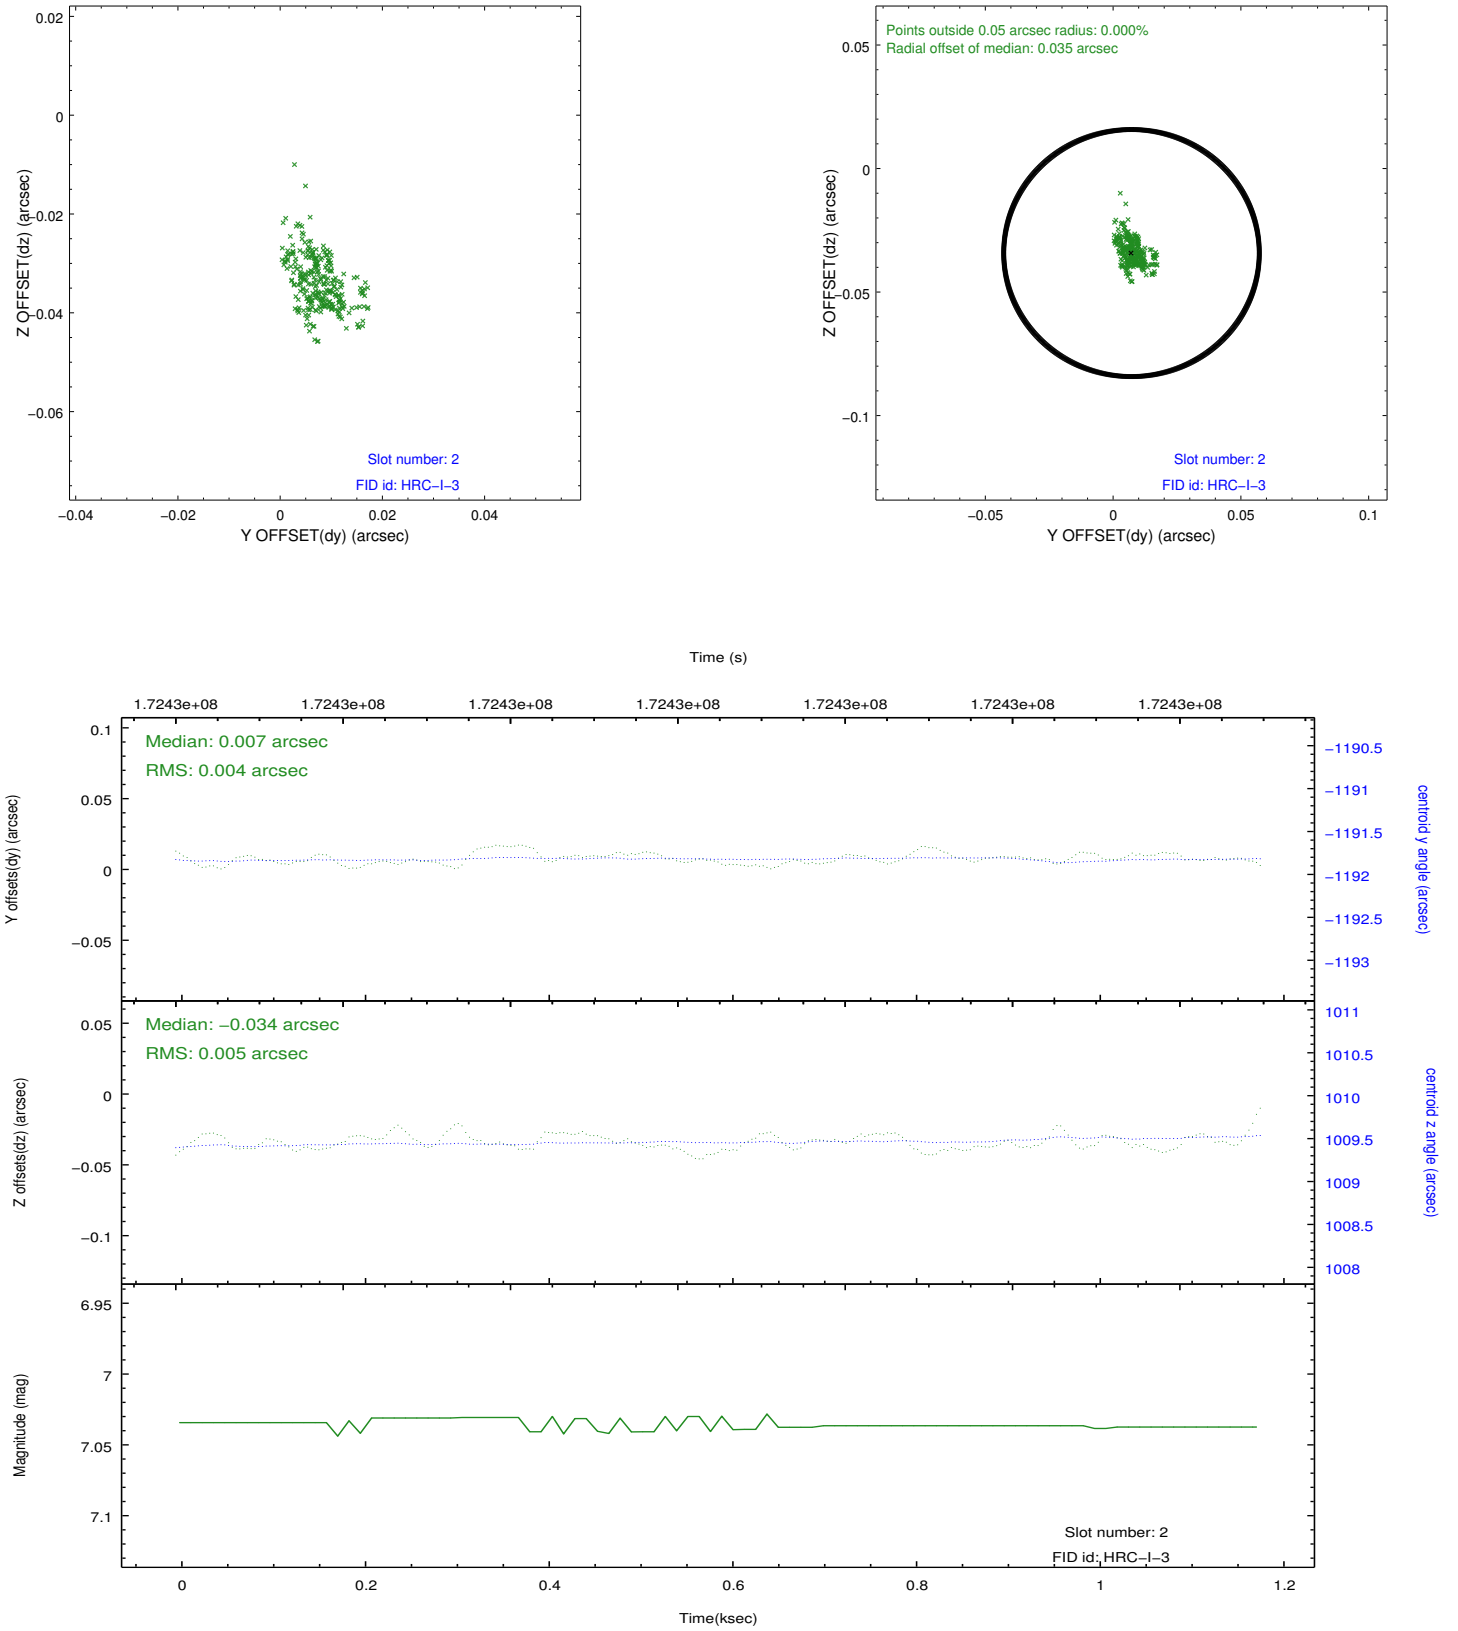 0.02
0
−0.02
−0.04
−0.06
Z OFFSET(dz) (arcsec)
Slot number: 2
FID id: HRC−I−3
−0.04 −0.02 0 0.02 0.04
Y OFFSET(dy) (arcsec)
Points outside 0.05 arcsec radius: 0.000%
Radial offset of median: 0.035 arcsec
0.05
0
−0.05
−0.1
Z OFFSET(dz) (arcsec)
Slot number: 2
FID id: HRC−I−3
−0.05 0 0.05 0.1
Y OFFSET(dy) (arcsec)
Time (s)
1.7243e+08 1.7243e+08 1.7243e+08 1.7243e+08 1.7243e+08 1.7243e+08 1.7243e+08
Median: 0.007 arcsec
RMS: 0.004 arcsec
0.1
0.05
0
−0.05
Y offsets(dy) (arcsec)
−1190.5
−1191
−1191.5
−1192
−1192.5
−1193
centroid y angle (arcsec)
Median: −0.034 arcsec
RMS: 0.005 arcsec
0.05
0
−0.05
−0.1
Z offsets(dz) (arcsec)
1011
1010.5
1010
1009.5
1009
1008.5
1008
centroid z angle (arcsec)
6.95
7
7.05
7.1
Magnitude (mag)
Slot number: 2
FID id: HRC−I−3
0 0.2 0.4 0.6 0.8 1 1.2
Time(ksec)